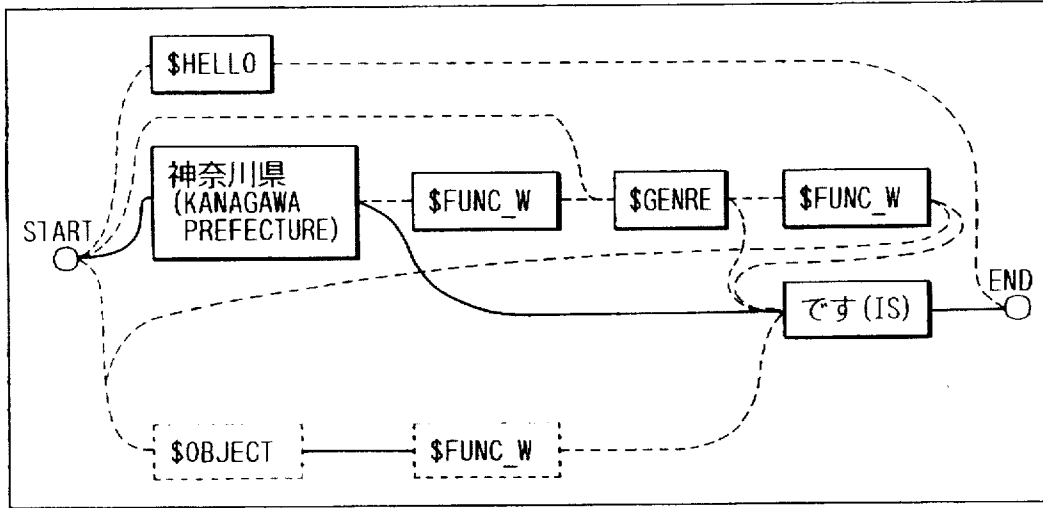 $HELLO
神奈川県
(KANAGAWA
PREFECTURE)
$FUNC_W
$GENRE
$FUNC_W
START
END
です(IS)
$OBJECT
$FUNC_W